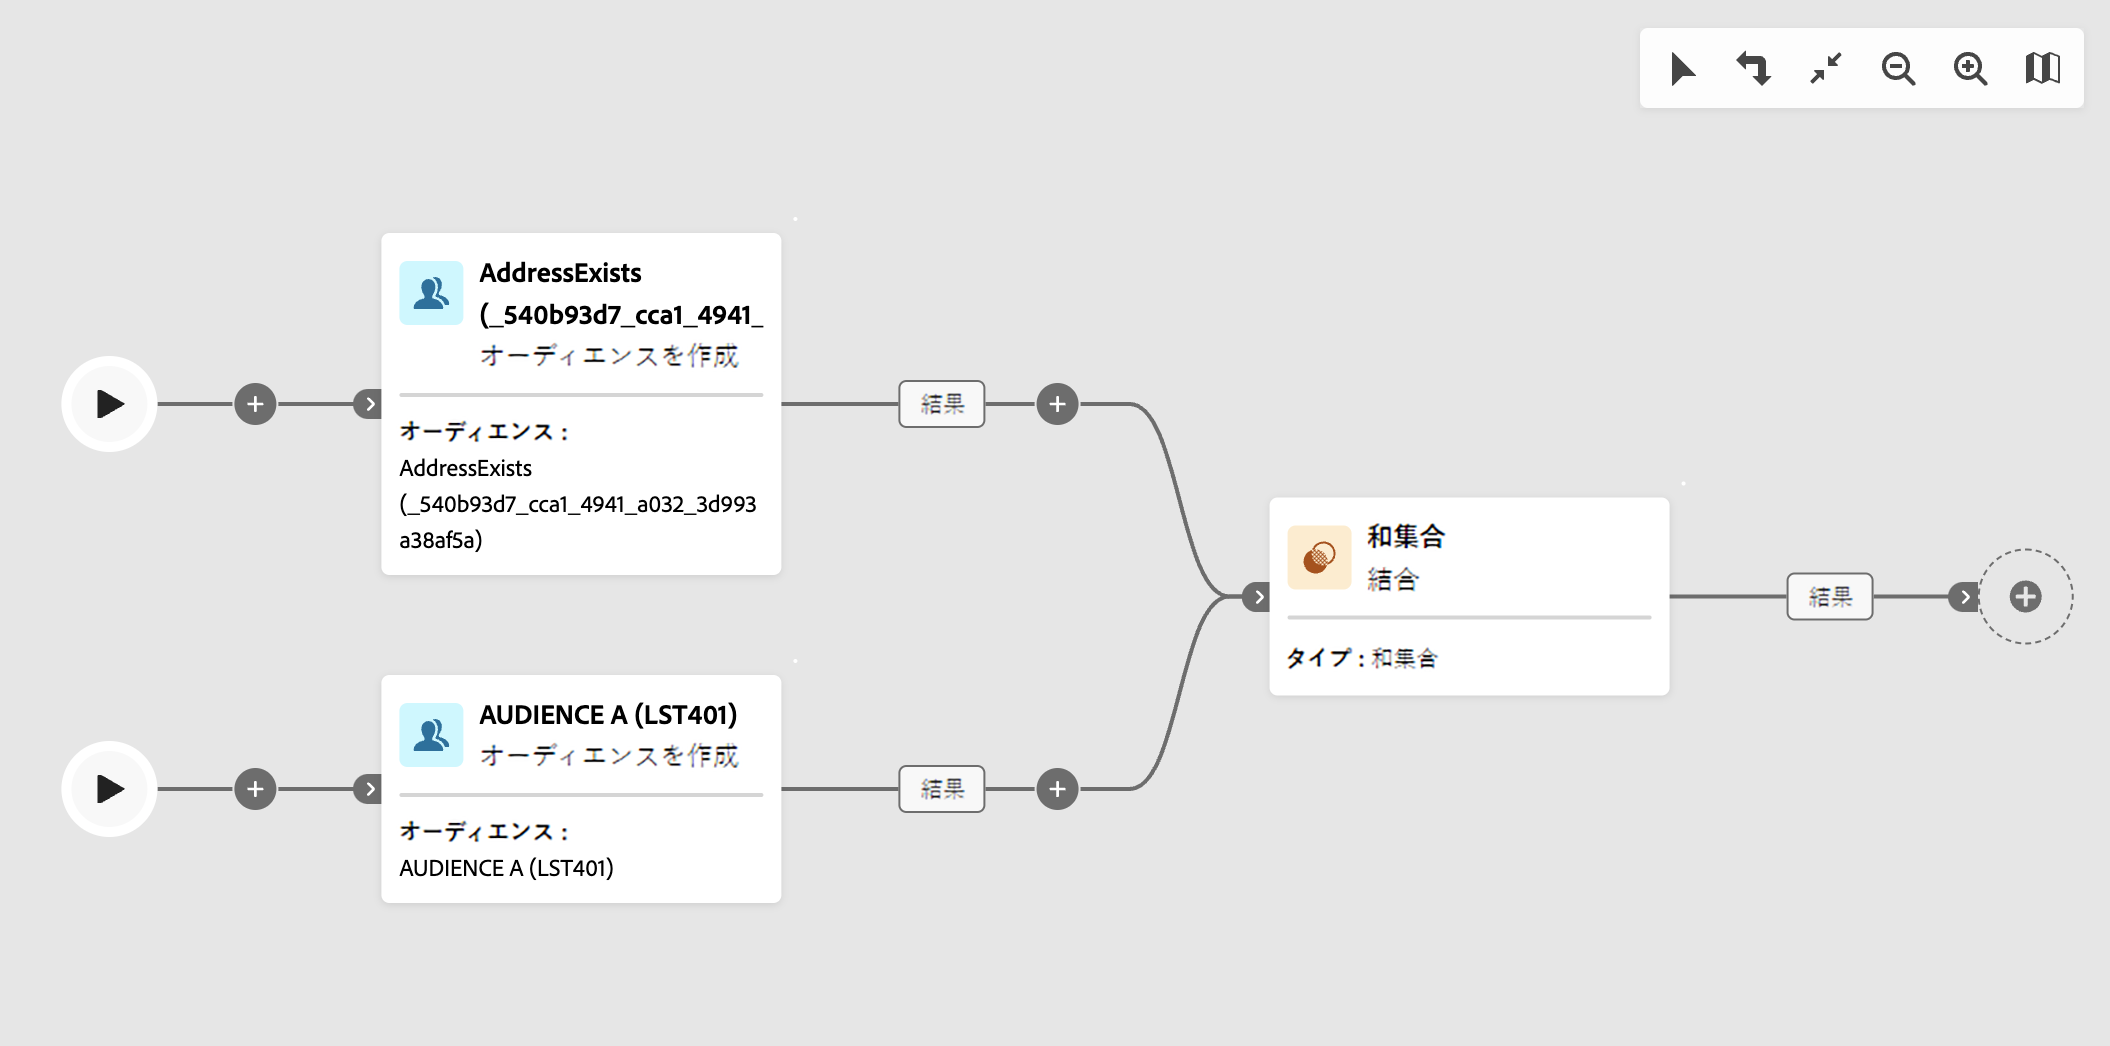 AddressExists
(_540b93d7_cca1_4941_
オーディエンスを作成
オーディエンス :
AddressExists
(_540b93d7_cca1_4941_a032_3d993
a38af5a)
結果
AUDIENCE A (LST401)
オーディエンスを作成
オーディエンス :
AUDIENCE A (LST401)
結果
和集合
結合
タイプ : 和集合
結果